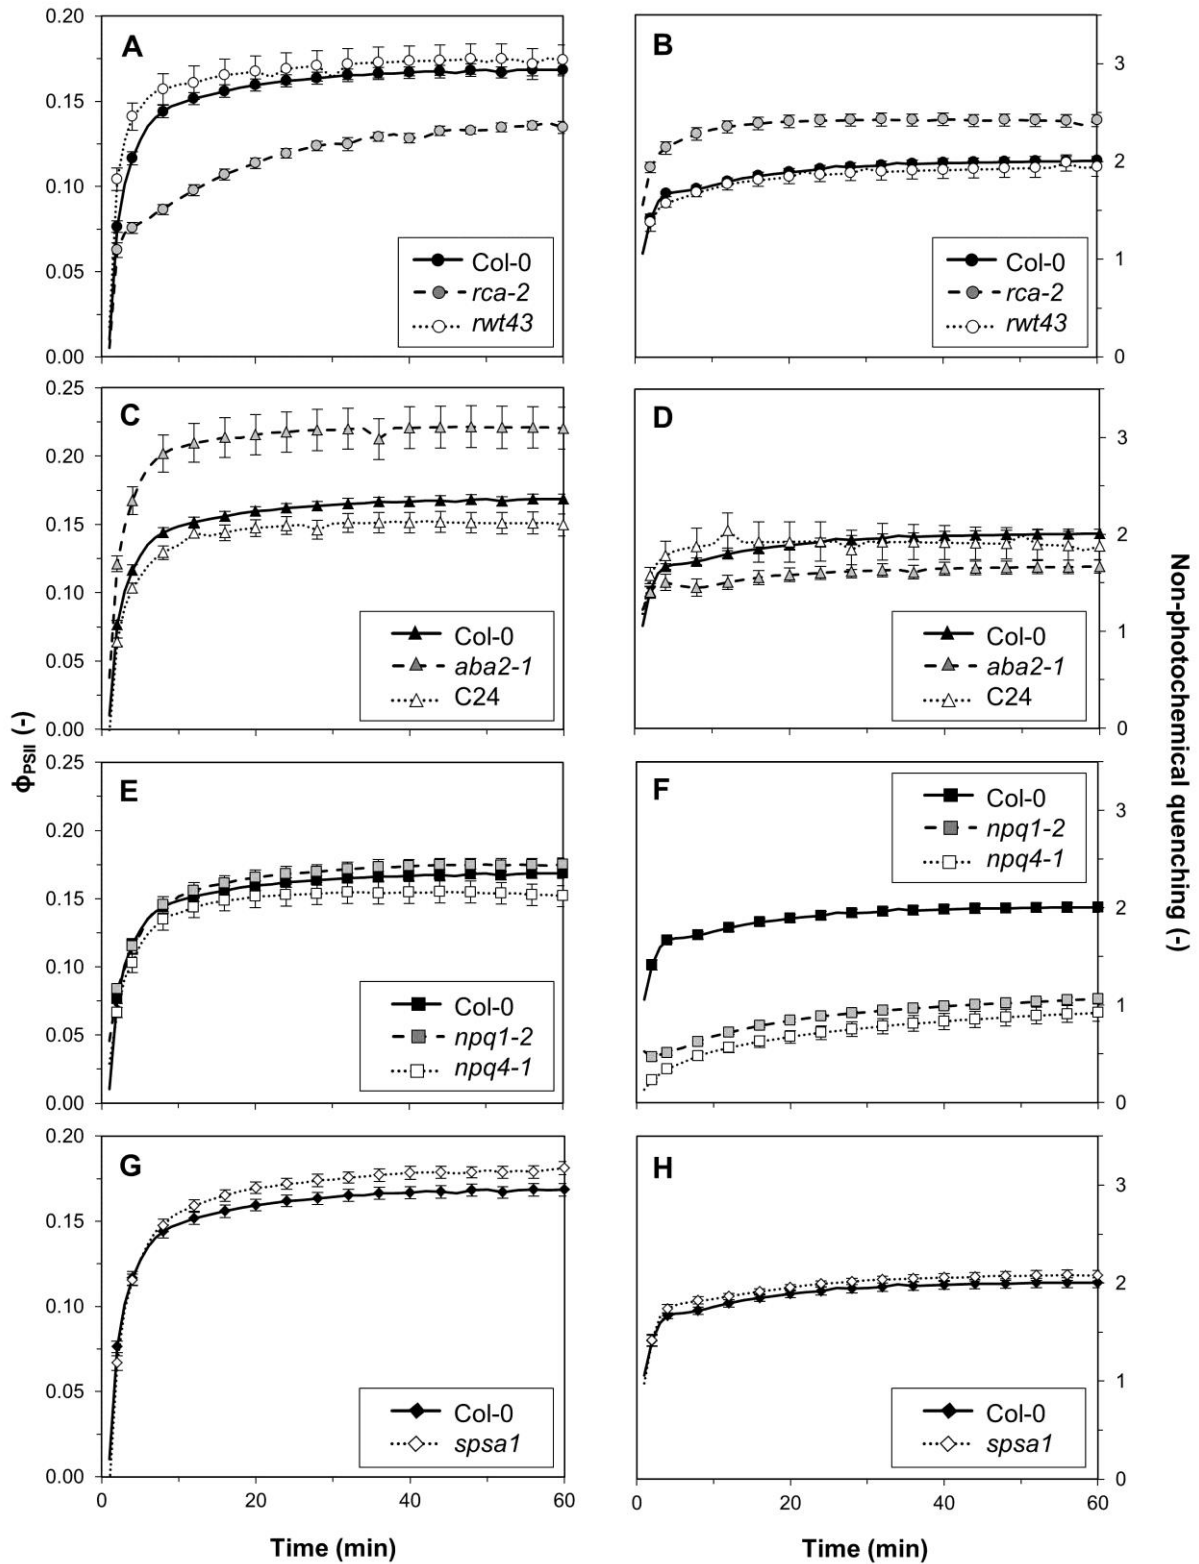 0.20
0.15
0.10
0.05
0.00
A
Col-0
rca-2
rwt43
B
3
2
1
0
Col-0
rca-2
rwt43
0.25
0.20
0.15
0.10
0.05
0.00
C
Col-0
aba2-1
C24
D
3
2
1
0
Col-0
aba2-1
C24
ΦPSII (-)
Non-photochemical quenching (-)
0.25
0.20
0.15
0.10
0.05
0.00
E
Col-0
npq1-2
npq4-1
F
Col-0
npq1-2
npq4-1
3
2
1
0
0.20
0.15
0.10
0.05
0.00
G
Col-0
spsa1
0 20 40 60
Time (min)
H
3
2
1
0
Col-0
spsa1
0 20 40 60
Time (min)